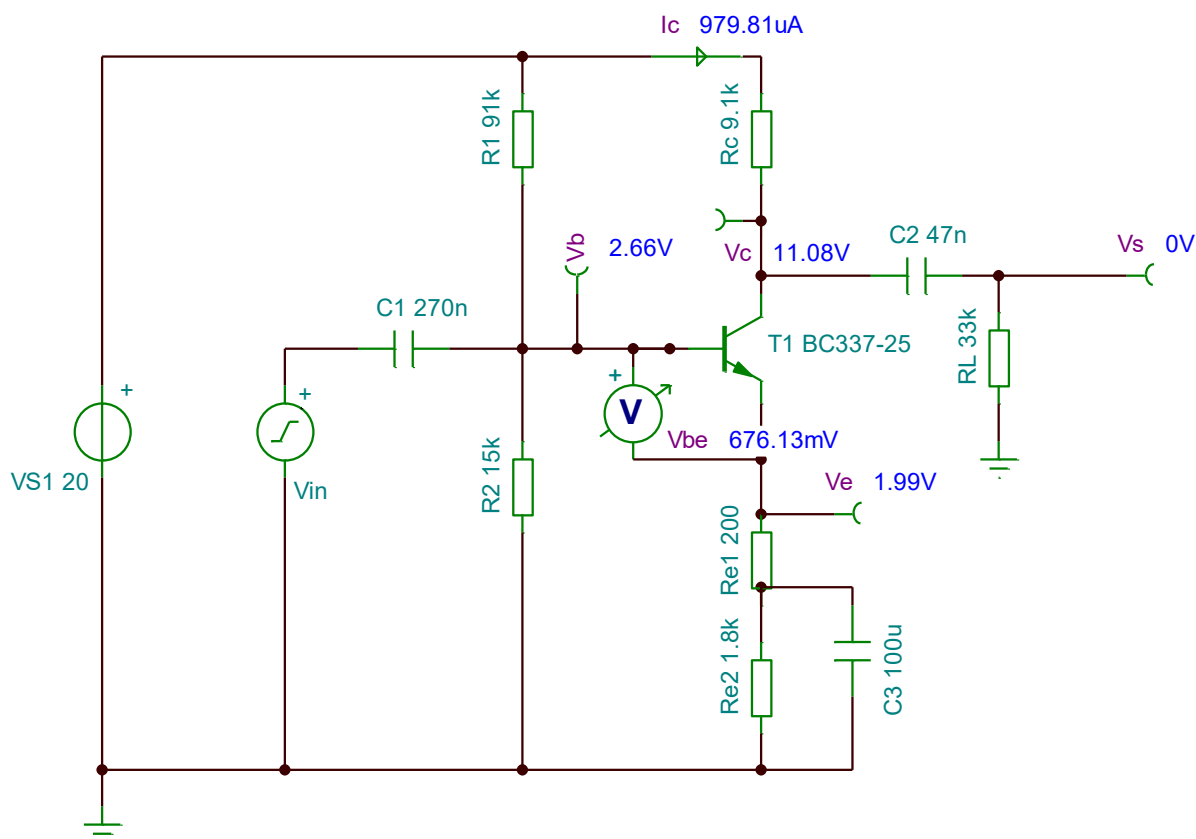 Ic 979.81uA
R1 91k
Rc 9.1k
Vb 2.66V
Vc 11.08V
C2 47n
Vs 0V
C1 270n
T1 BC337-25
RL 33k
+
+
+
V
Vbe 676.13mV
VS1 20
Vin
R2 15k
Ve 1.99V
Re1 200
Re2 1.8k
C3 100u